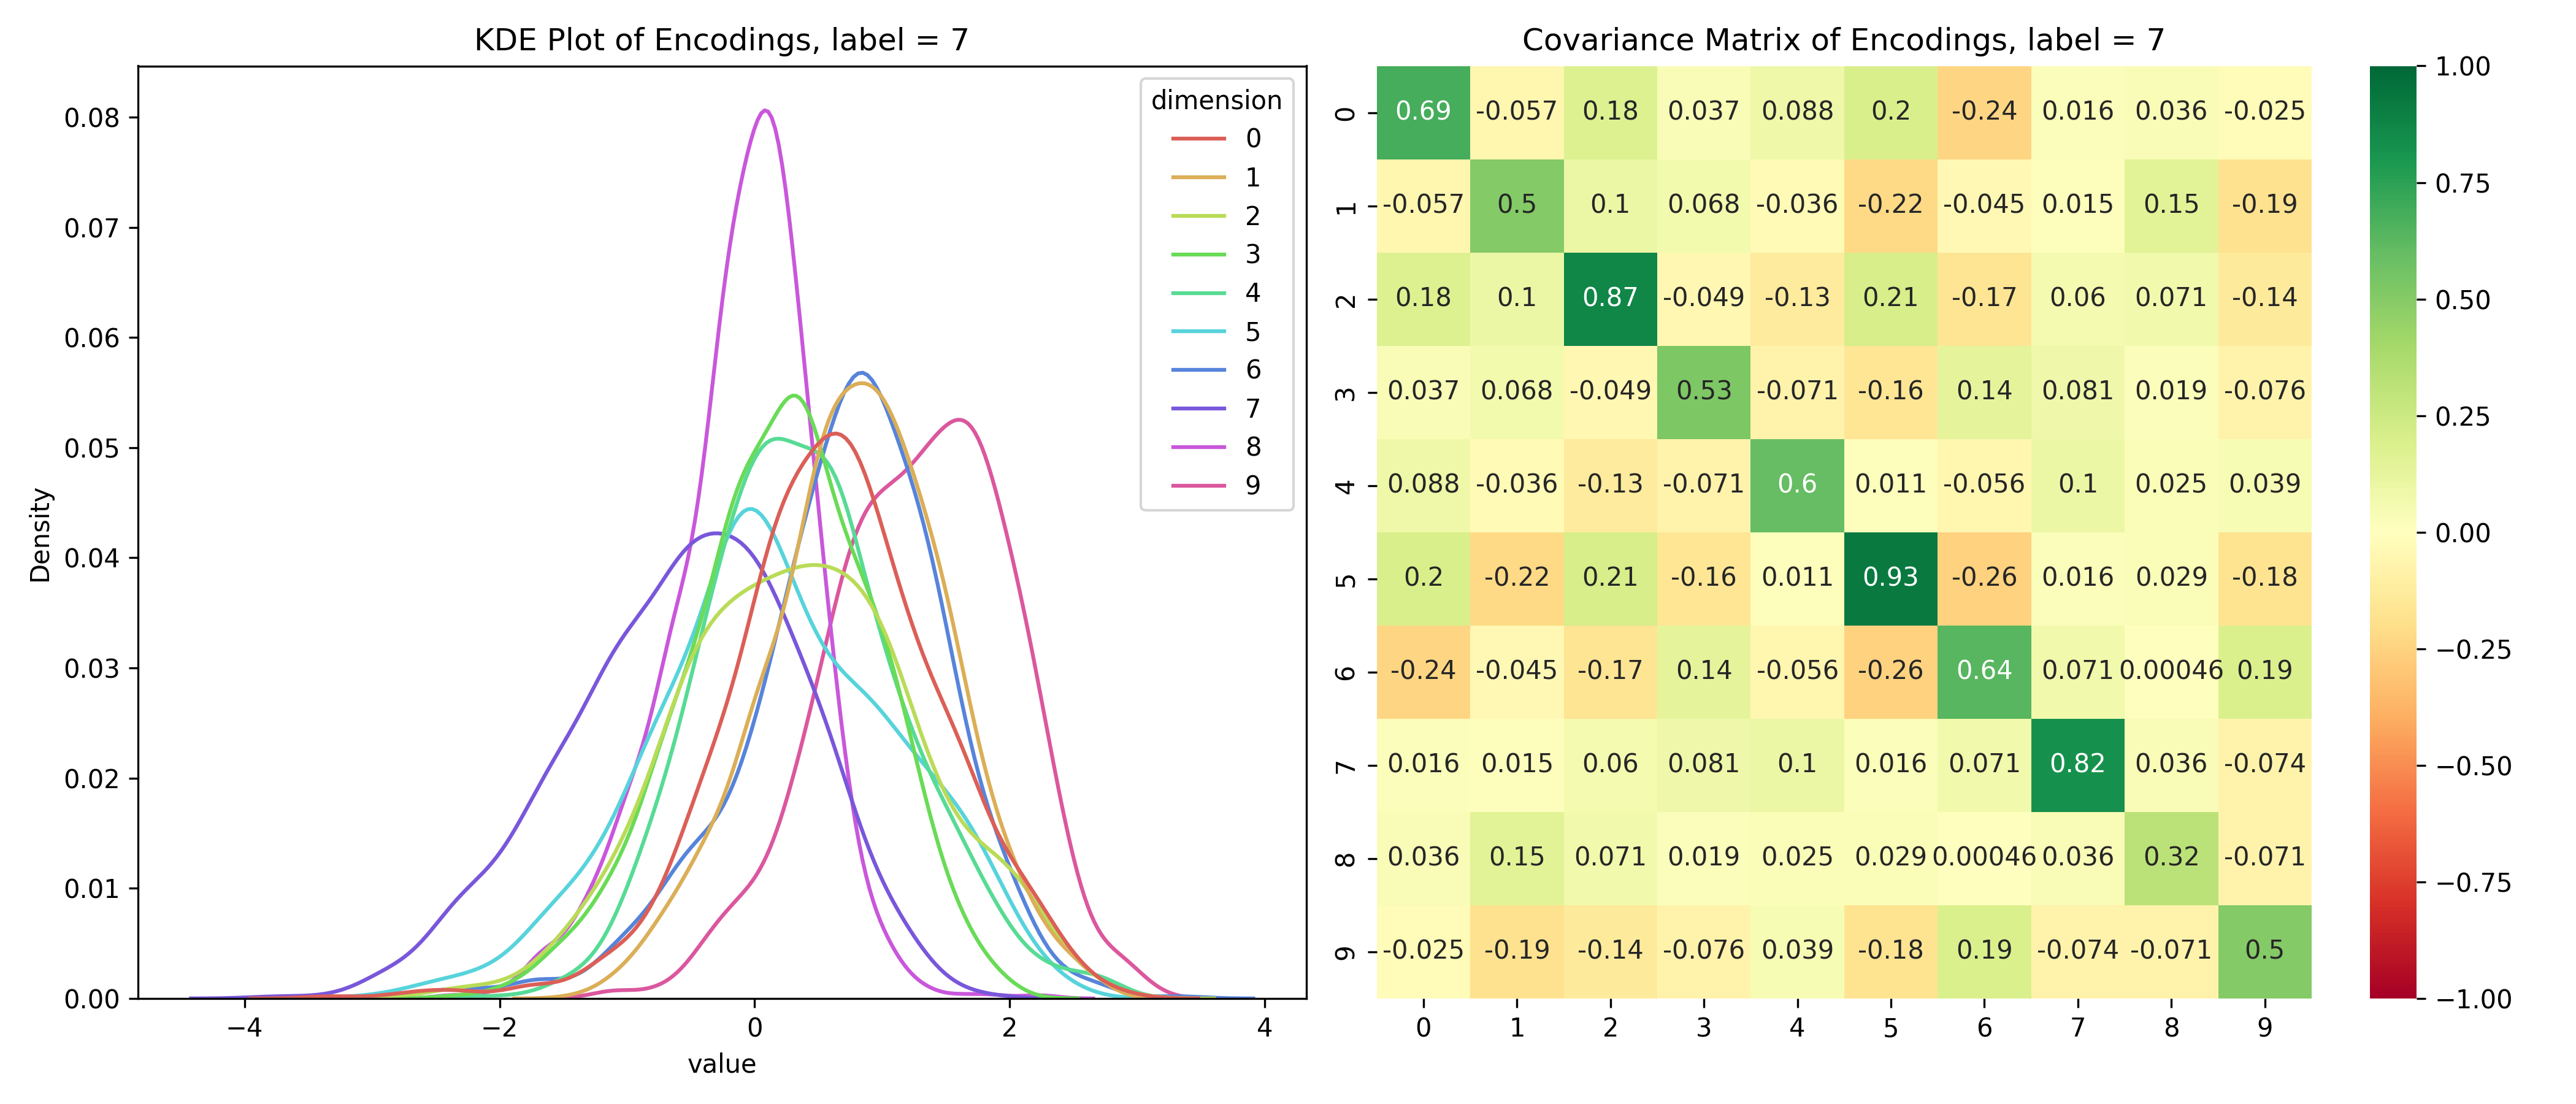 KDE Plot of Encodings, label = 7
Density
0.08
0.07
0.06
0.05
0.04
0.03
0.02
0.01
0.00
−4 −2 0 2 4
value
dimension
0
1
2
3
4
5
6
7
8
9
Covariance Matrix of Encodings, label = 7
0 0.69 -0.057 0.18 0.037 0.088 0.2 -0.24 0.016 0.036 -0.025
1 -0.057 0.5 0.1 0.068 -0.036 -0.22 -0.045 0.015 0.15 -0.19
2 0.18 0.1 0.87 -0.049 -0.13 0.21 -0.17 0.06 0.071 -0.14
3 0.037 0.068 -0.049 0.53 -0.071 -0.16 0.14 0.081 0.019 -0.076
4 0.088 -0.036 -0.13 -0.071 0.6 0.011 -0.056 0.1 0.025 0.039
5 0.2 -0.22 0.21 -0.16 0.011 0.93 -0.26 0.016 0.029 -0.18
6 -0.24 -0.045 -0.17 0.14 -0.056 -0.26 0.64 0.071 0.00046 0.19
7 0.016 0.015 0.06 0.081 0.1 0.016 0.071 0.82 0.036 -0.074
8 0.036 0.15 0.071 0.019 0.025 0.029 0.00046 0.036 0.32 -0.071
9 -0.025 -0.19 -0.14 -0.076 0.039 -0.18 0.19 -0.074 -0.071 0.5
0 1 2 3 4 5 6 7 8 9
1.00
0.75
0.50
0.25
0.00
−0.25
−0.50
−0.75
−1.00